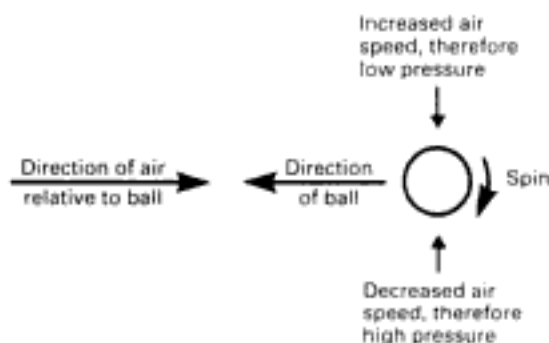 Increased air
speed, therefore
low pressure
Direction of air
relative to ball
Direction
of ball
Spin
Decreased air
speed, therefore
high pressure